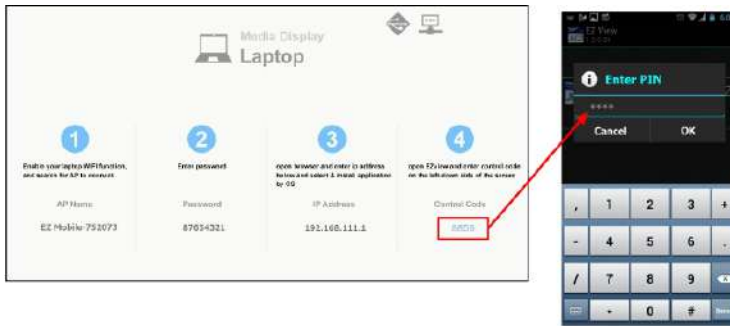 Media Display
Laptop
1
2
3
4
Enable your laptop WIFI function,
and search for AP to connect.
Enter password
open browser and enter ip address
below and select & install application
by OS
open EZView and enter control code
on the left down side of the screen
AP Name
Password
IP Address
Control Code
EZ Mobile-752073
87654321
192.168.111.1
EZ View
Enter PIN
****
Cancel
OK
, 1 2 3 +
- 4 5 6 .
/ 7 8 9
0 #